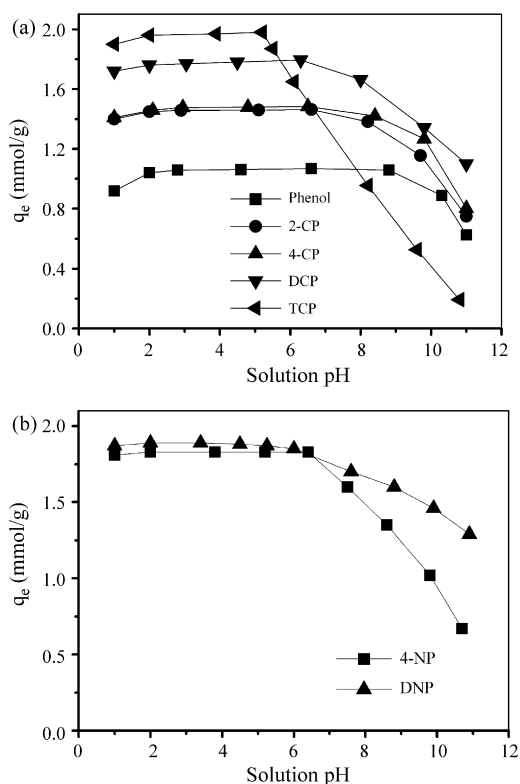 (a)
2.0
1.6
1.2
0.8
0.4
0.0
qe (mmol/g)
Phenol
2-CP
4-CP
DCP
TCP
0 2 4 6 8 10 12
Solution pH
(b)
2.0
1.5
1.0
0.5
0.0
qe (mmol/g)
4-NP
DNP
0 2 4 6 8 10 12
Solution pH